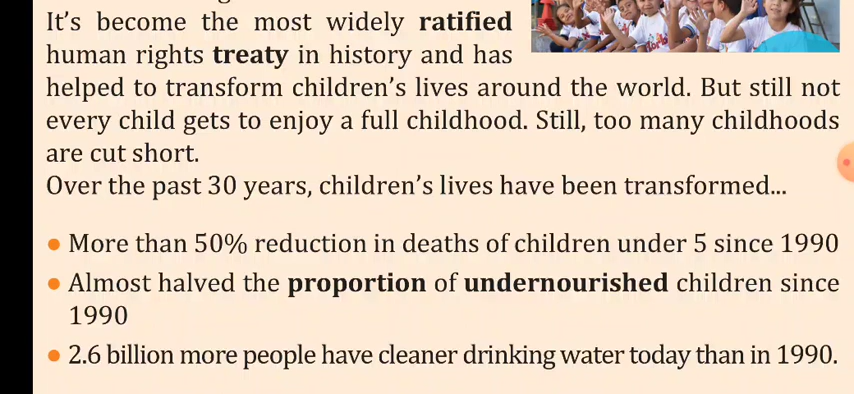 It’s become the most widely ratified
human rights treaty in history and has
helped to transform children’s lives around the world. But still not
every child gets to enjoy a full childhood. Still, too many childhoods
are cut short.
Over the past 30 years, children’s lives have been transformed...
● More than 50% reduction in deaths of children under 5 since 1990
● Almost halved the proportion of undernourished children since
1990
● 2.6 billion more people have cleaner drinking water today than in 1990.